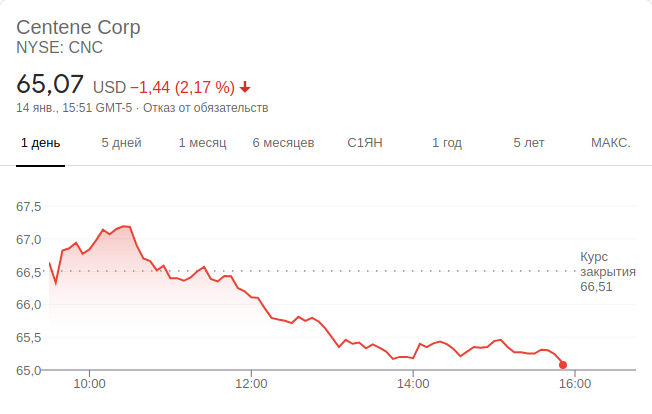 Centene Corp
NYSE: CNC
65,07 USD −1,44 (2,17 %)
14 янв., 15:51 GMT-5 · Отказ от обязательств
1 день 5 дней 1 месяц 6 месяцев С1ЯН 1 год 5 лет МАКС.
67,5
67,0
66,5
66,0
65,5
65,0
Курс
закрытия
66,51
10:00 12:00 14:00 16:00